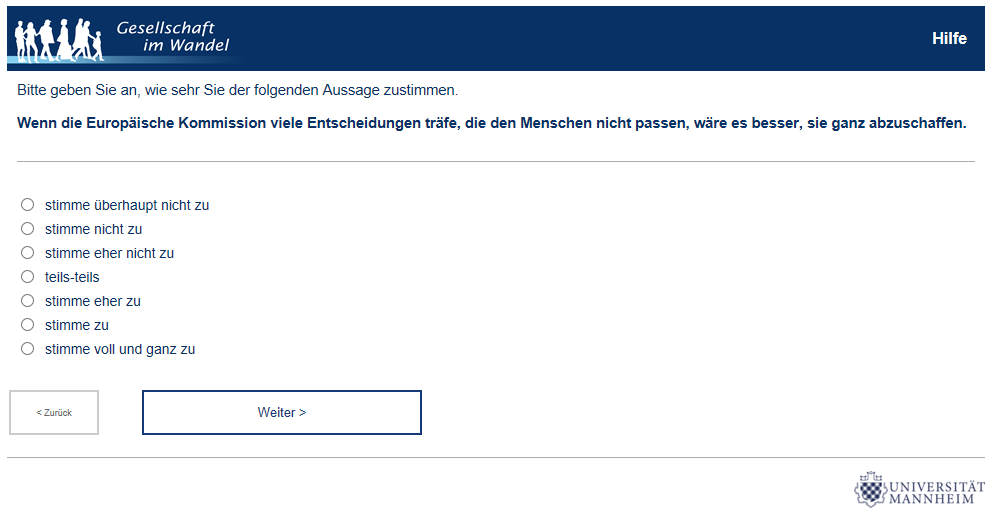 Gesellschaft
im Wandel
Hilfe
Bitte geben Sie an, wie sehr Sie der folgenden Aussage zustimmen.
Wenn die Europäische Kommission viele Entscheidungen träfe, die den Menschen nicht passen, wäre es besser, sie ganz abzuschaffen.
stimme überhaupt nicht zu
stimme nicht zu
stimme eher nicht zu
teils-teils
stimme eher zu
stimme zu
stimme voll und ganz zu
< Zurück
Weiter >
UNIVERSITÄT
MANNHEIM